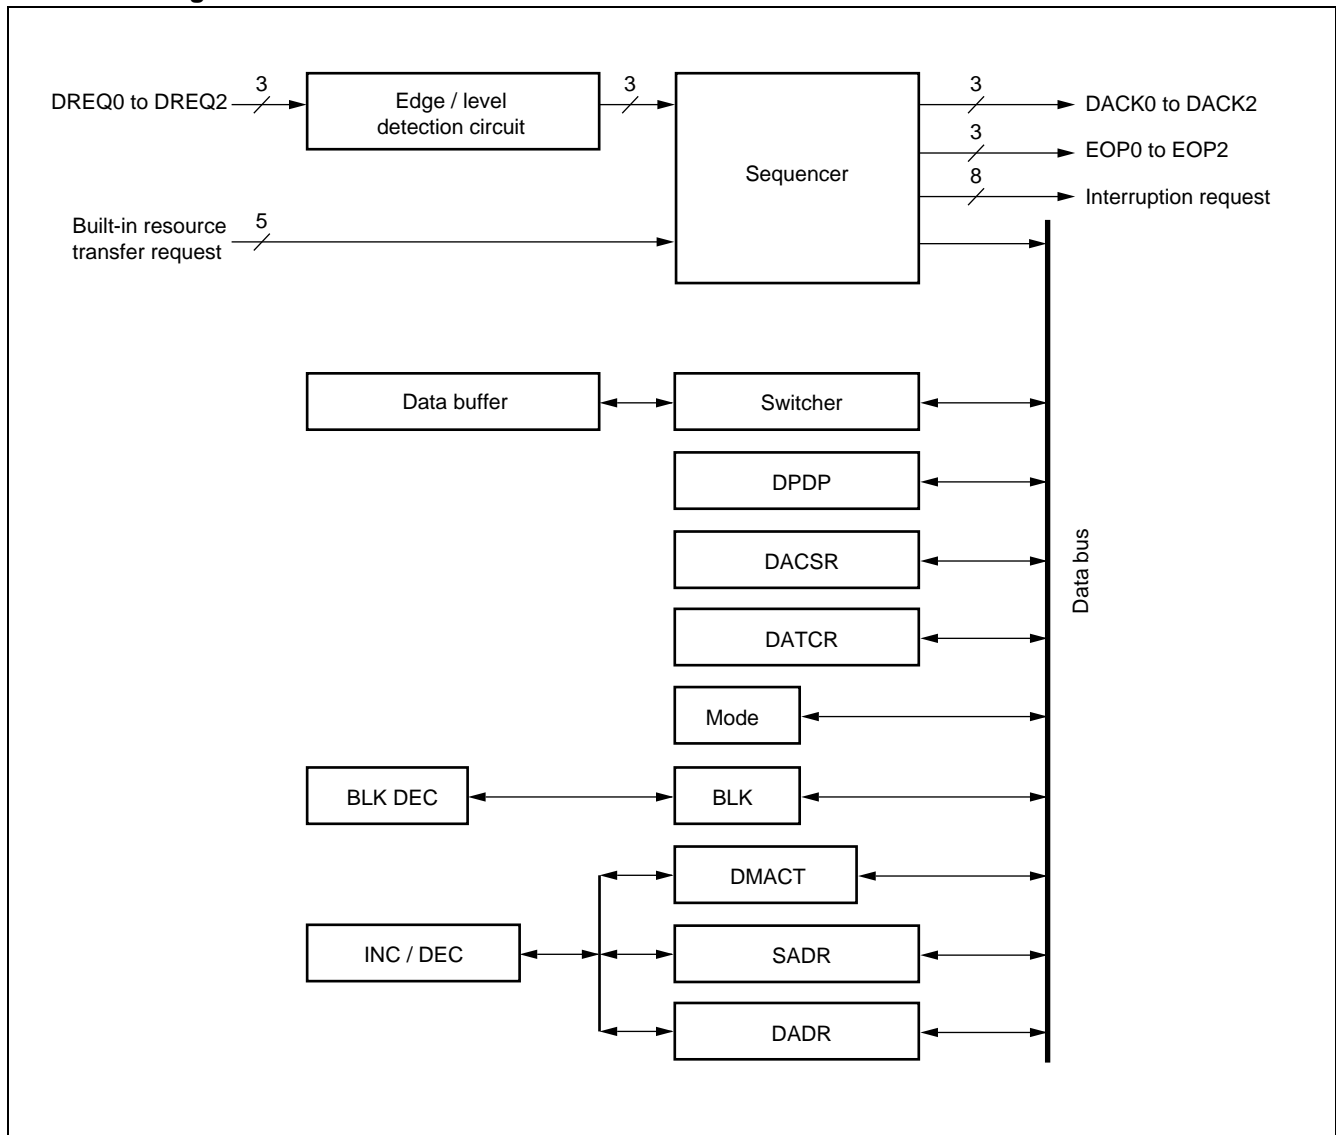 3
3
3
DREQ0 to DREQ2
Edge / level
detection circuit
DACK0 to DACK2
3
EOP0 to EOP2
Sequencer
8
Interruption request
Built-in resource
transfer request
5
Data buffer
Switcher
DPDP
DACSR
Data bus
DATCR
Mode
BLK DEC
BLK
DMACT
INC / DEC
SADR
DADR